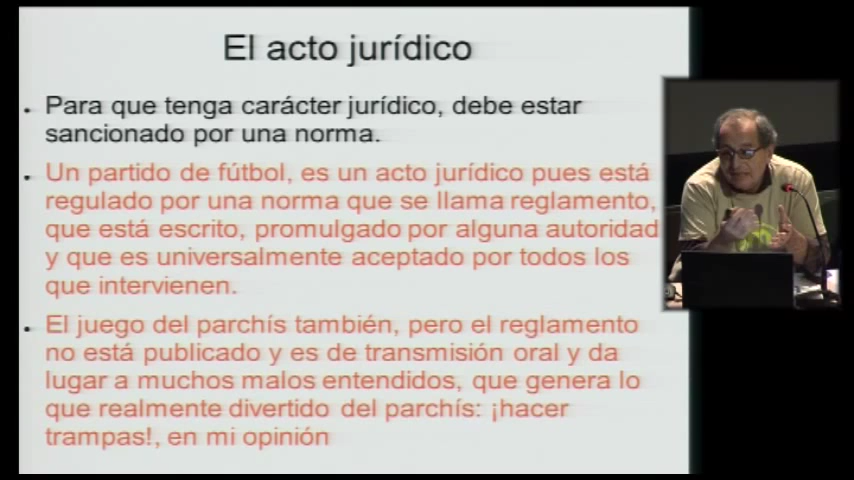 El acto jurídico
Para que tenga carácter jurídico, debe estar
sancionado por una norma.
Un partido de fútbol, es un acto jurídico pues está
regulado por una norma que se llama reglamento,
que está escrito, promulgado por alguna autoridad
y que es universalmente aceptado por todos los
que intervienen.
El juego del parchís también, pero el reglamento
no está publicado y es de transmisión oral y da
lugar a muchos malos entendidos, que genera lo
que realmente divertido del parchís: ¡hacer
trampas!, en mi opinión